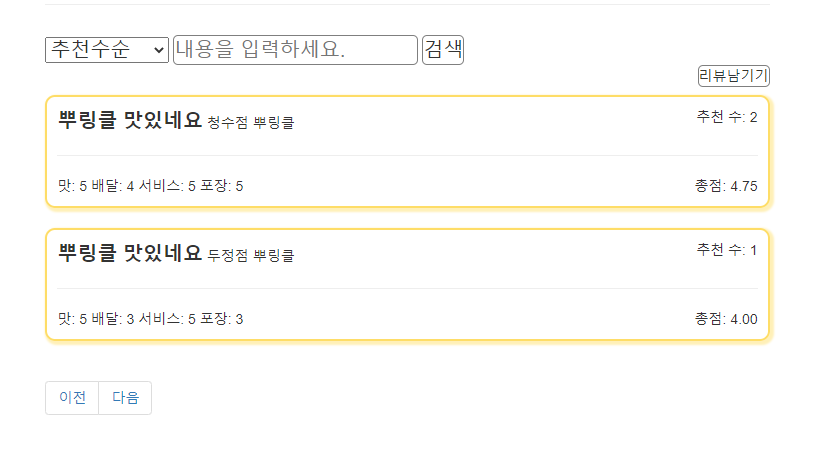 추천수순 내용을 입력하세요. 검색
리뷰남기기
뿌링클 맛있네요 청수점 뿌링클 추천 수: 2
맛: 5 배달: 4 서비스: 5 포장: 5 총점: 4.75
뿌링클 맛있네요 두정점 뿌링클 추천 수: 1
맛: 5 배달: 3 서비스: 5 포장: 3 총점: 4.00
이전 다음